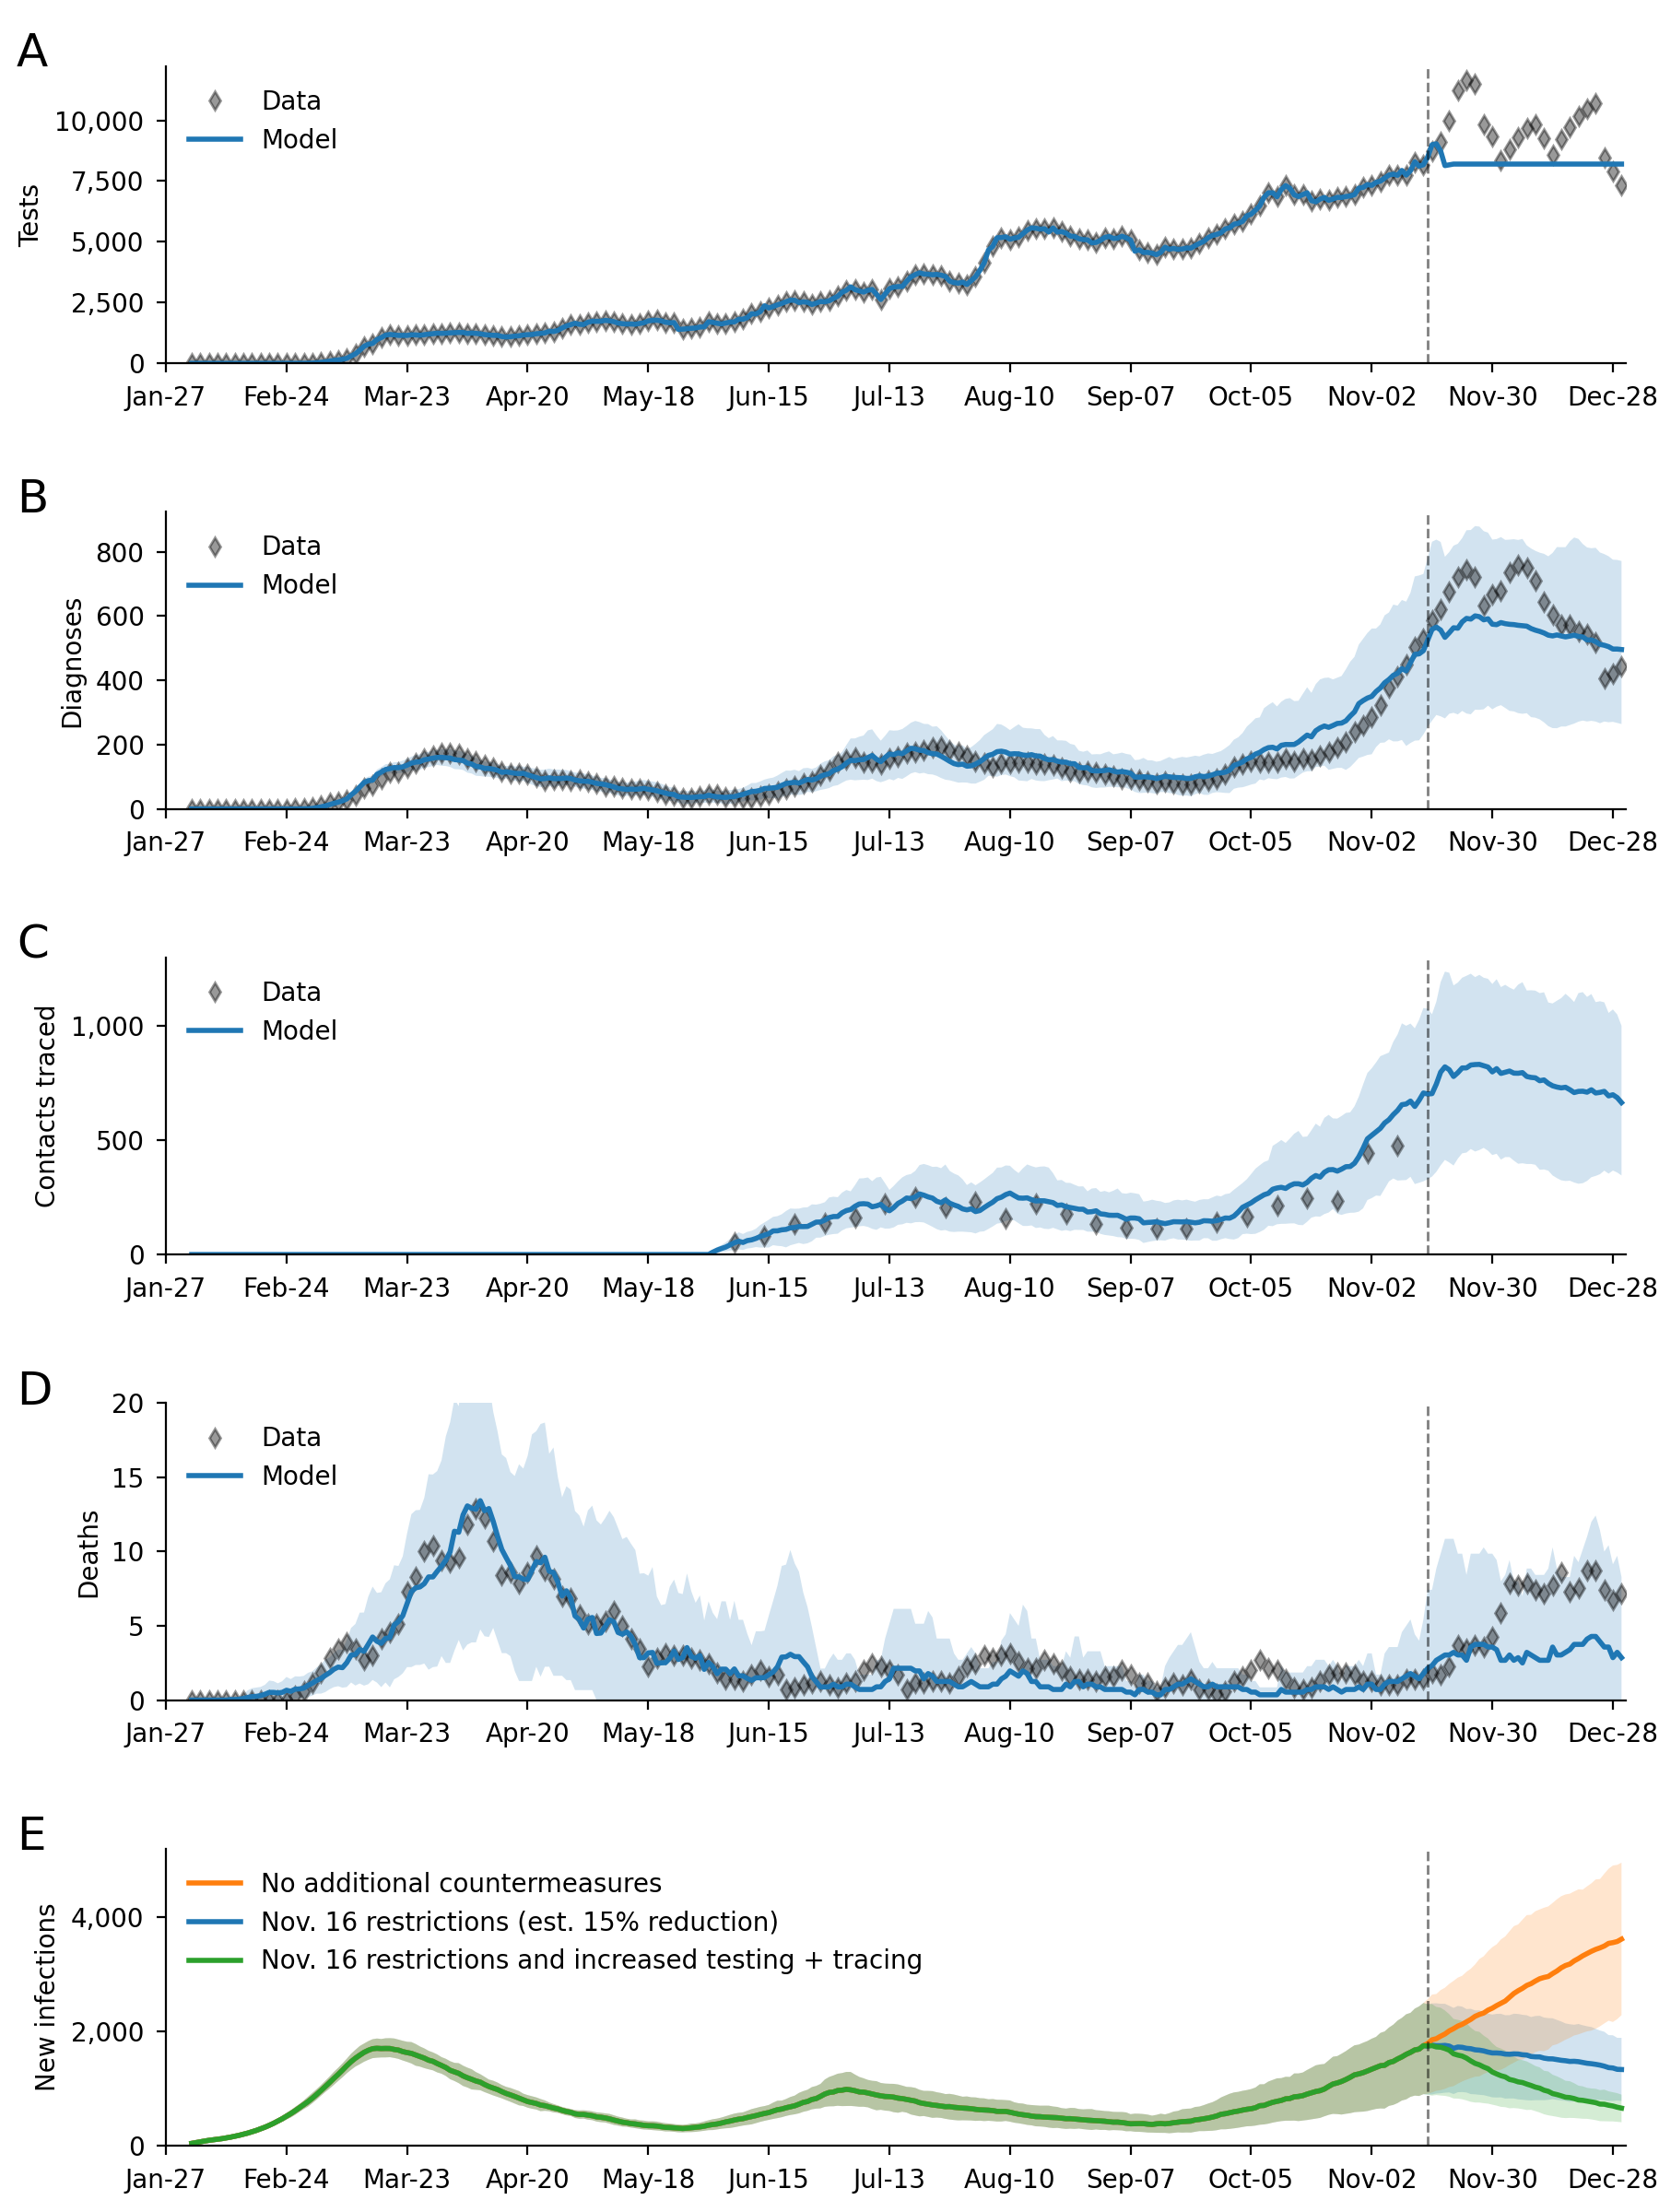 A
Data
Model
10,000
7,500
5,000
2,500
0
Tests
Jan-27 Feb-24 Mar-23 Apr-20 May-18 Jun-15 Jul-13 Aug-10 Sep-07 Oct-05 Nov-02 Nov-30 Dec-28
B
Data
Model
800
600
400
200
0
Diagnoses
Jan-27 Feb-24 Mar-23 Apr-20 May-18 Jun-15 Jul-13 Aug-10 Sep-07 Oct-05 Nov-02 Nov-30 Dec-28
C
Data
Model
1,000
500
0
Contacts traced
Jan-27 Feb-24 Mar-23 Apr-20 May-18 Jun-15 Jul-13 Aug-10 Sep-07 Oct-05 Nov-02 Nov-30 Dec-28
D
Data
Model
20
15
10
5
0
Deaths
Jan-27 Feb-24 Mar-23 Apr-20 May-18 Jun-15 Jul-13 Aug-10 Sep-07 Oct-05 Nov-02 Nov-30 Dec-28
E
No additional countermeasures
Nov. 16 restrictions (est. 15% reduction)
Nov. 16 restrictions and increased testing + tracing
4,000
2,000
0
New infections
Jan-27 Feb-24 Mar-23 Apr-20 May-18 Jun-15 Jul-13 Aug-10 Sep-07 Oct-05 Nov-02 Nov-30 Dec-28